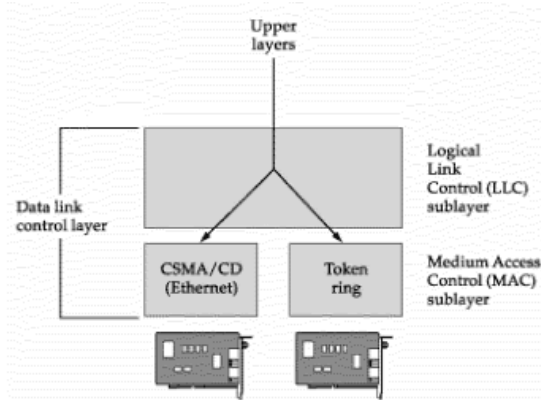 Upper
layers
Logical
Link
Control (LLC)
sublayer
Data link
control layer
CSMA/CD
(Ethernet)
Token
ring
Medium Access
Control (MAC)
sublayer